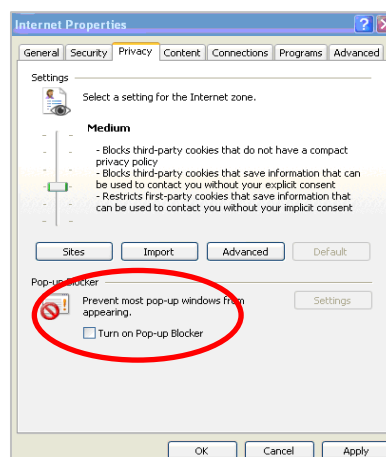 Internet Properties
General Security Privacy Content Connections Programs Advanced
Settings
Select a setting for the Internet zone.
Medium
- Blocks third-party cookies that do not have a compact
privacy policy
- Blocks third-party cookies that save information that can
be used to contact you without your explicit consent
- Restricts first-party cookies that save information that
can be used to contact you without your implicit consent
Sites Import Advanced Default
Pop-up Blocker
Prevent most pop-up windows from
appearing.
Settings
Turn on Pop-up Blocker
OK Cancel Apply